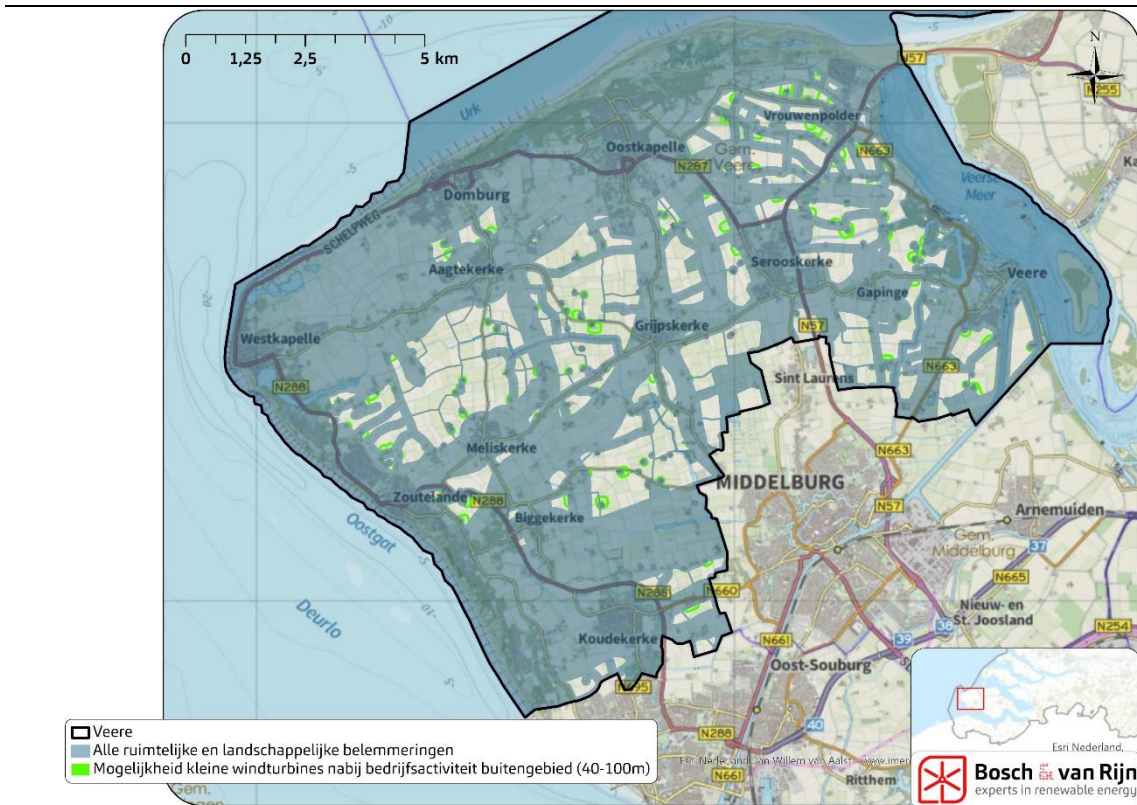 0 1,25 2,5 5 km
N
N57
N255
Urk
Vrouwenpolder
Oostkapelle
Gem.
Veere
N663
N287
Veerse
Meer
Domburg
SCHELPWEG
Aagtekerke
Serooskerke
Veere
Gapinge
Westkapelle
Grijpskerke
N57
N288
N663
Sint Laurens
Meliskerke
N663
MIDDELBURG
Zoutelande
N288
N57
Arnemuiden
Biggekerke
Oostgat
Gem.
Middelburg
37
N665
Deurlo
N288
N660
Nieuw- en
St. Joosland
38
N254
Koudekerke
N661
39
Oost-Souburg
40
N288
N661
Ritthem
Veere
Alle ruimtelijke en landschappelijke belemmeringen
Mogelijkheid kleine windturbines nabij bedrijfsactiviteit buitengebied (40-100m)
Gem.
Esri Nederland,
Bosch & van Rijn
experts in renewable energy